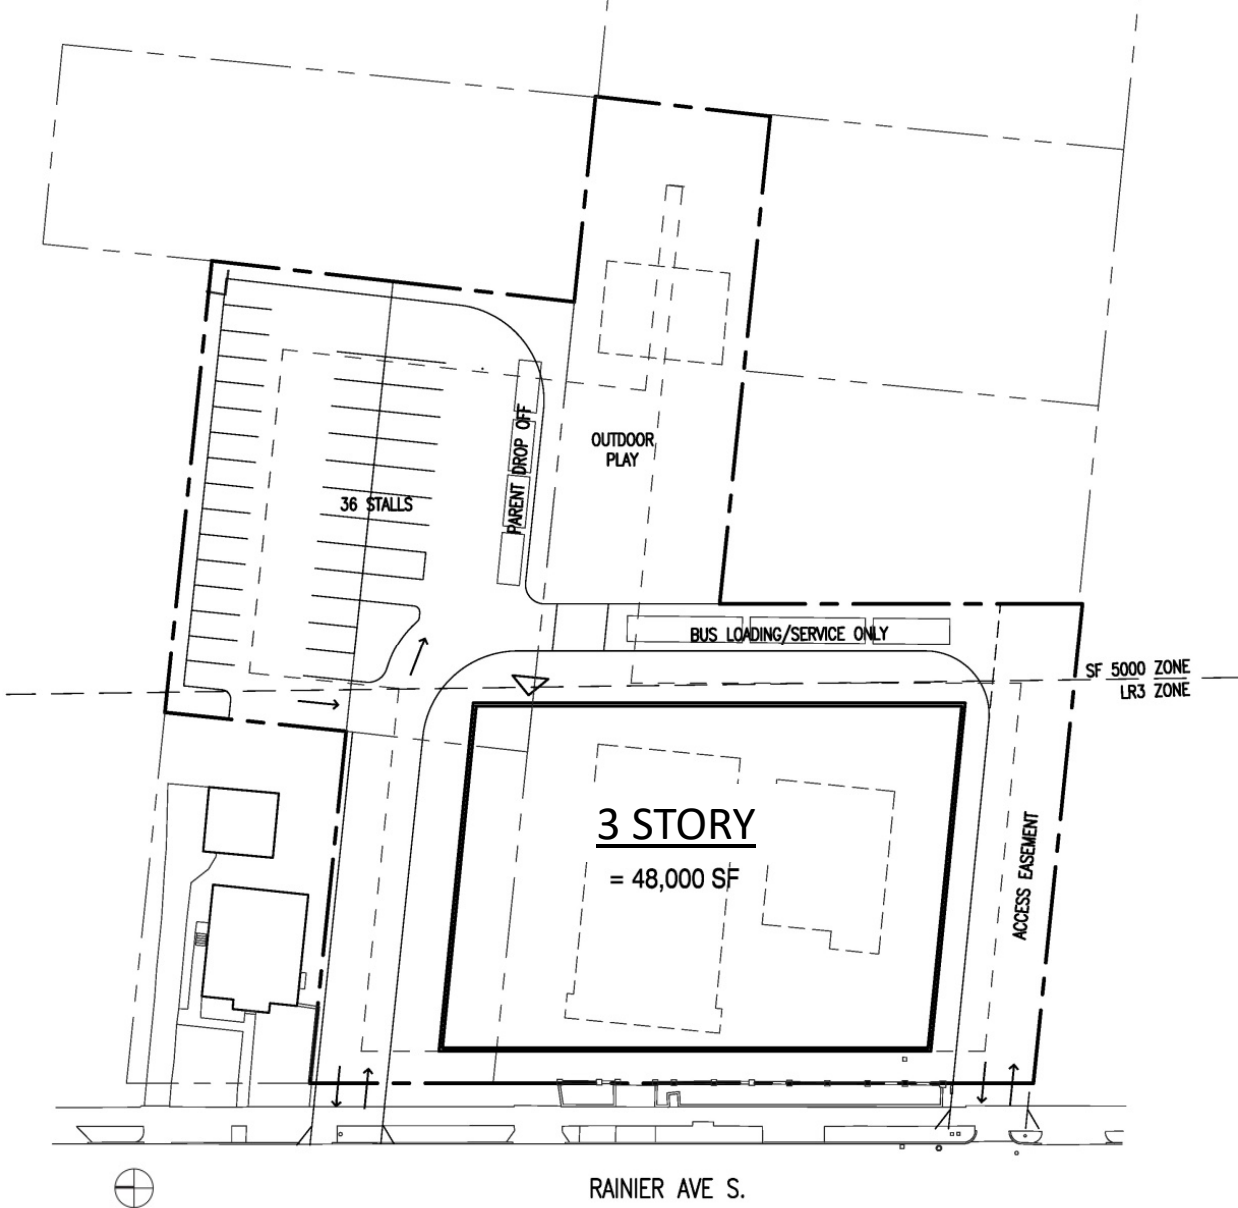 OUTDOOR
PLAY
PARENT DROP OFF
36 STALLS
BUS LOADING/SERVICE ONLY
SF 5000 ZONE
LR3 ZONE
3 STORY
= 48,000 SF
ACCESS EASEMENT
RAINIER AVE S.